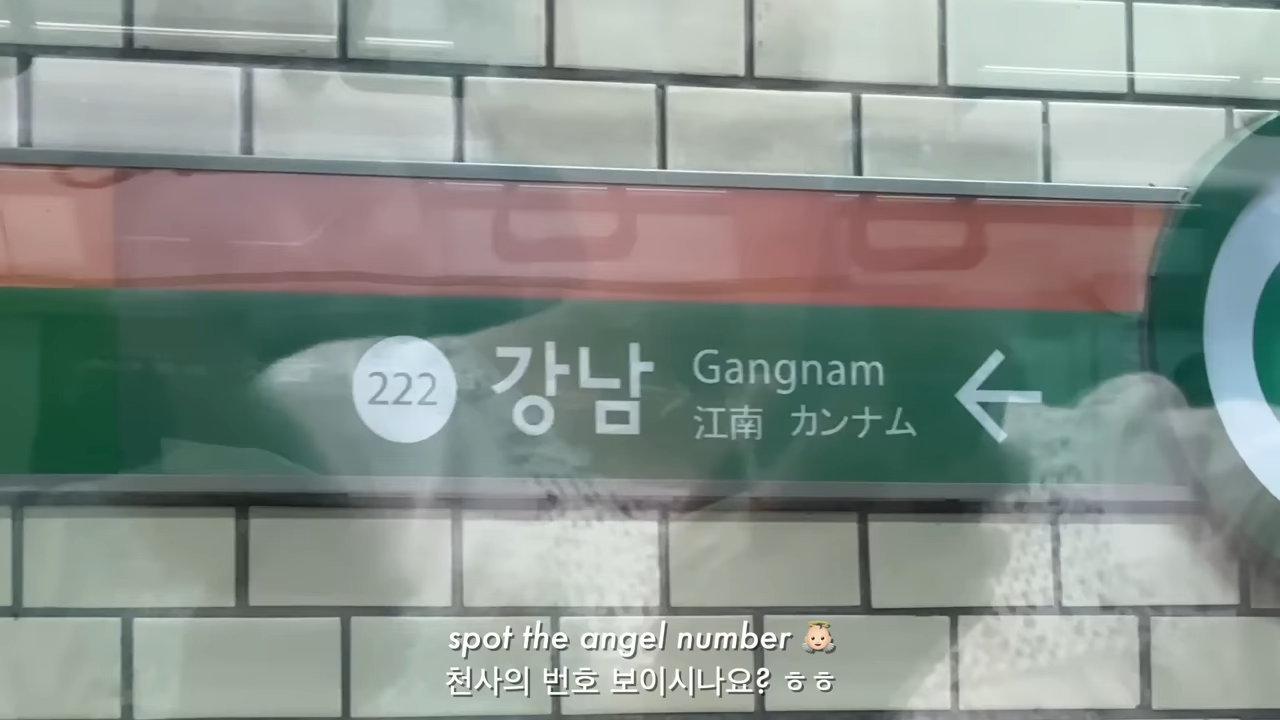 222 강남 Gangnam ←
江南 カンナム
spot the angel number 👼
천사의 번호 보이시나요? ㅎㅎ